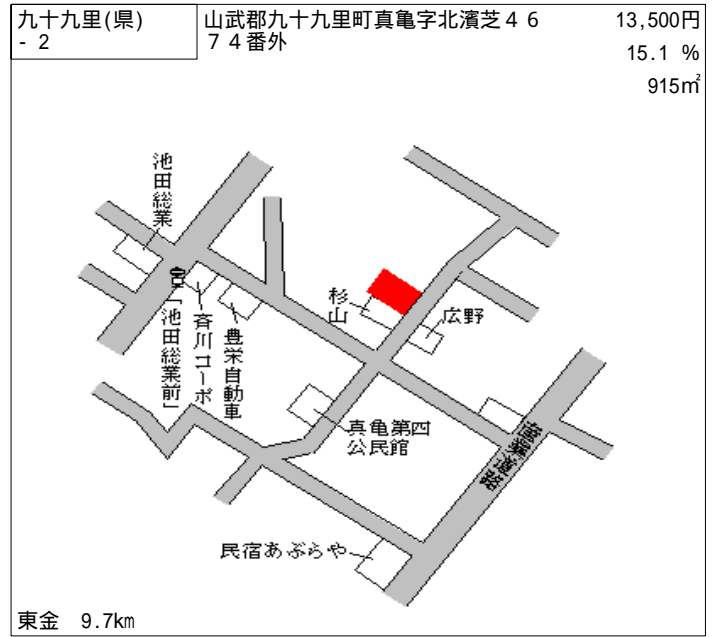 九十九里(県)
- 2
山武郡九十九里町真亀字北濱芝４６
７４番外
13,500円
15.1 %
915㎡
池田総業
「池田総業前」
斉川コーポ
豊栄自動車
杉山
広野
真亀第四
公民館
産業道路
民宿あぶらや
東金　9.7km